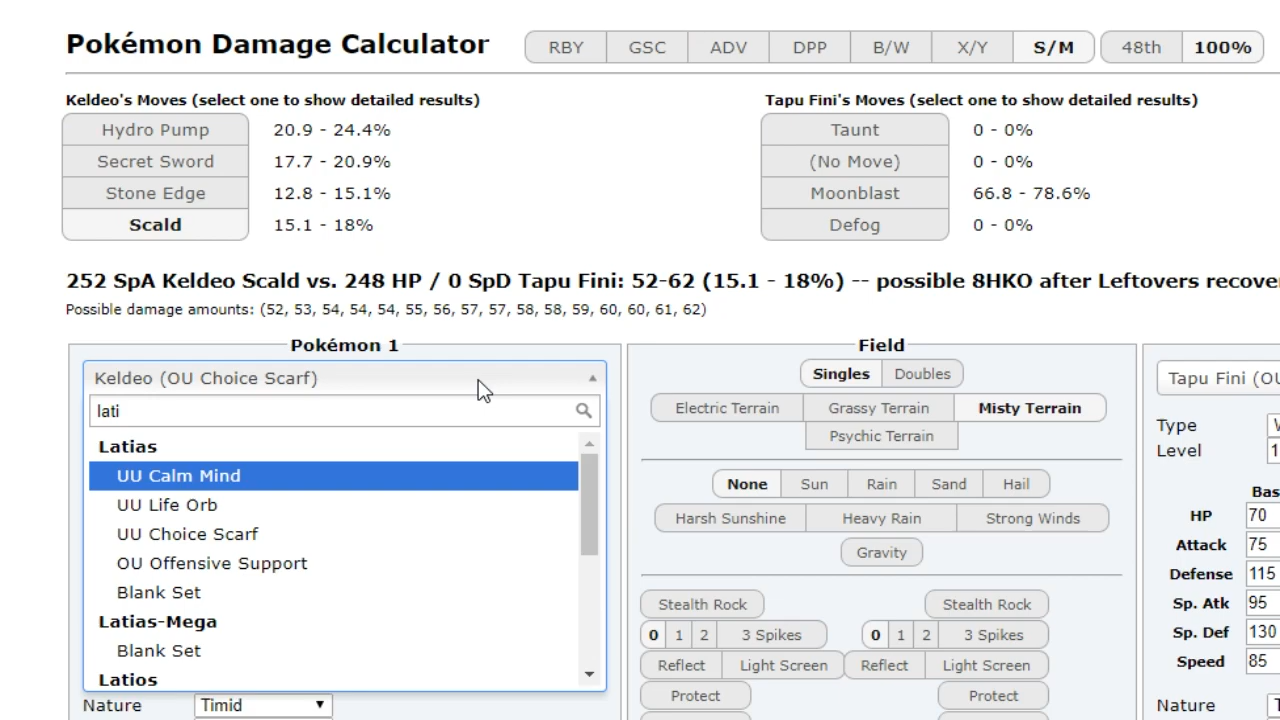 Pokémon Damage Calculator RBY GSC ADV DPP B/W X/Y S/M 48th 100%
Keldeo's Moves (select one to show detailed results) Tapu Fini's Moves (select one to show detailed results)
Hydro Pump 20.9 - 24.4% Taunt 0 - 0%
Secret Sword 17.7 - 20.9% (No Move) 0 - 0%
Stone Edge 12.8 - 15.1% Moonblast 66.8 - 78.6%
Scald 15.1 - 18% Defog 0 - 0%
252 SpA Keldeo Scald vs. 248 HP / 0 SpD Tapu Fini: 52-62 (15.1 - 18%) -- possible 8HKO after Leftovers recove
Possible damage amounts: (52, 53, 54, 54, 54, 55, 56, 57, 57, 58, 58, 59, 60, 60, 61, 62)
Pokémon 1
Keldeo (OU Choice Scarf)
lati
Latias
UU Calm Mind
UU Life Orb
UU Choice Scarf
OU Offensive Support
Blank Set
Latias-Mega
Blank Set
Latios
Nature Timid
Field
Singles Doubles
Electric Terrain Grassy Terrain Misty Terrain
Psychic Terrain
None Sun Rain Sand Hail
Harsh Sunshine Heavy Rain Strong Winds
Gravity
Stealth Rock Stealth Rock
0 1 2 3 Spikes 0 1 2 3 Spikes
Reflect Light Screen Reflect Light Screen
Protect Protect
Tapu Fini (OU
Type
Level 1
Bas
HP 70
Attack 75
Defense 115
Sp. Atk 95
Sp. Def 130
Speed 85
Nature